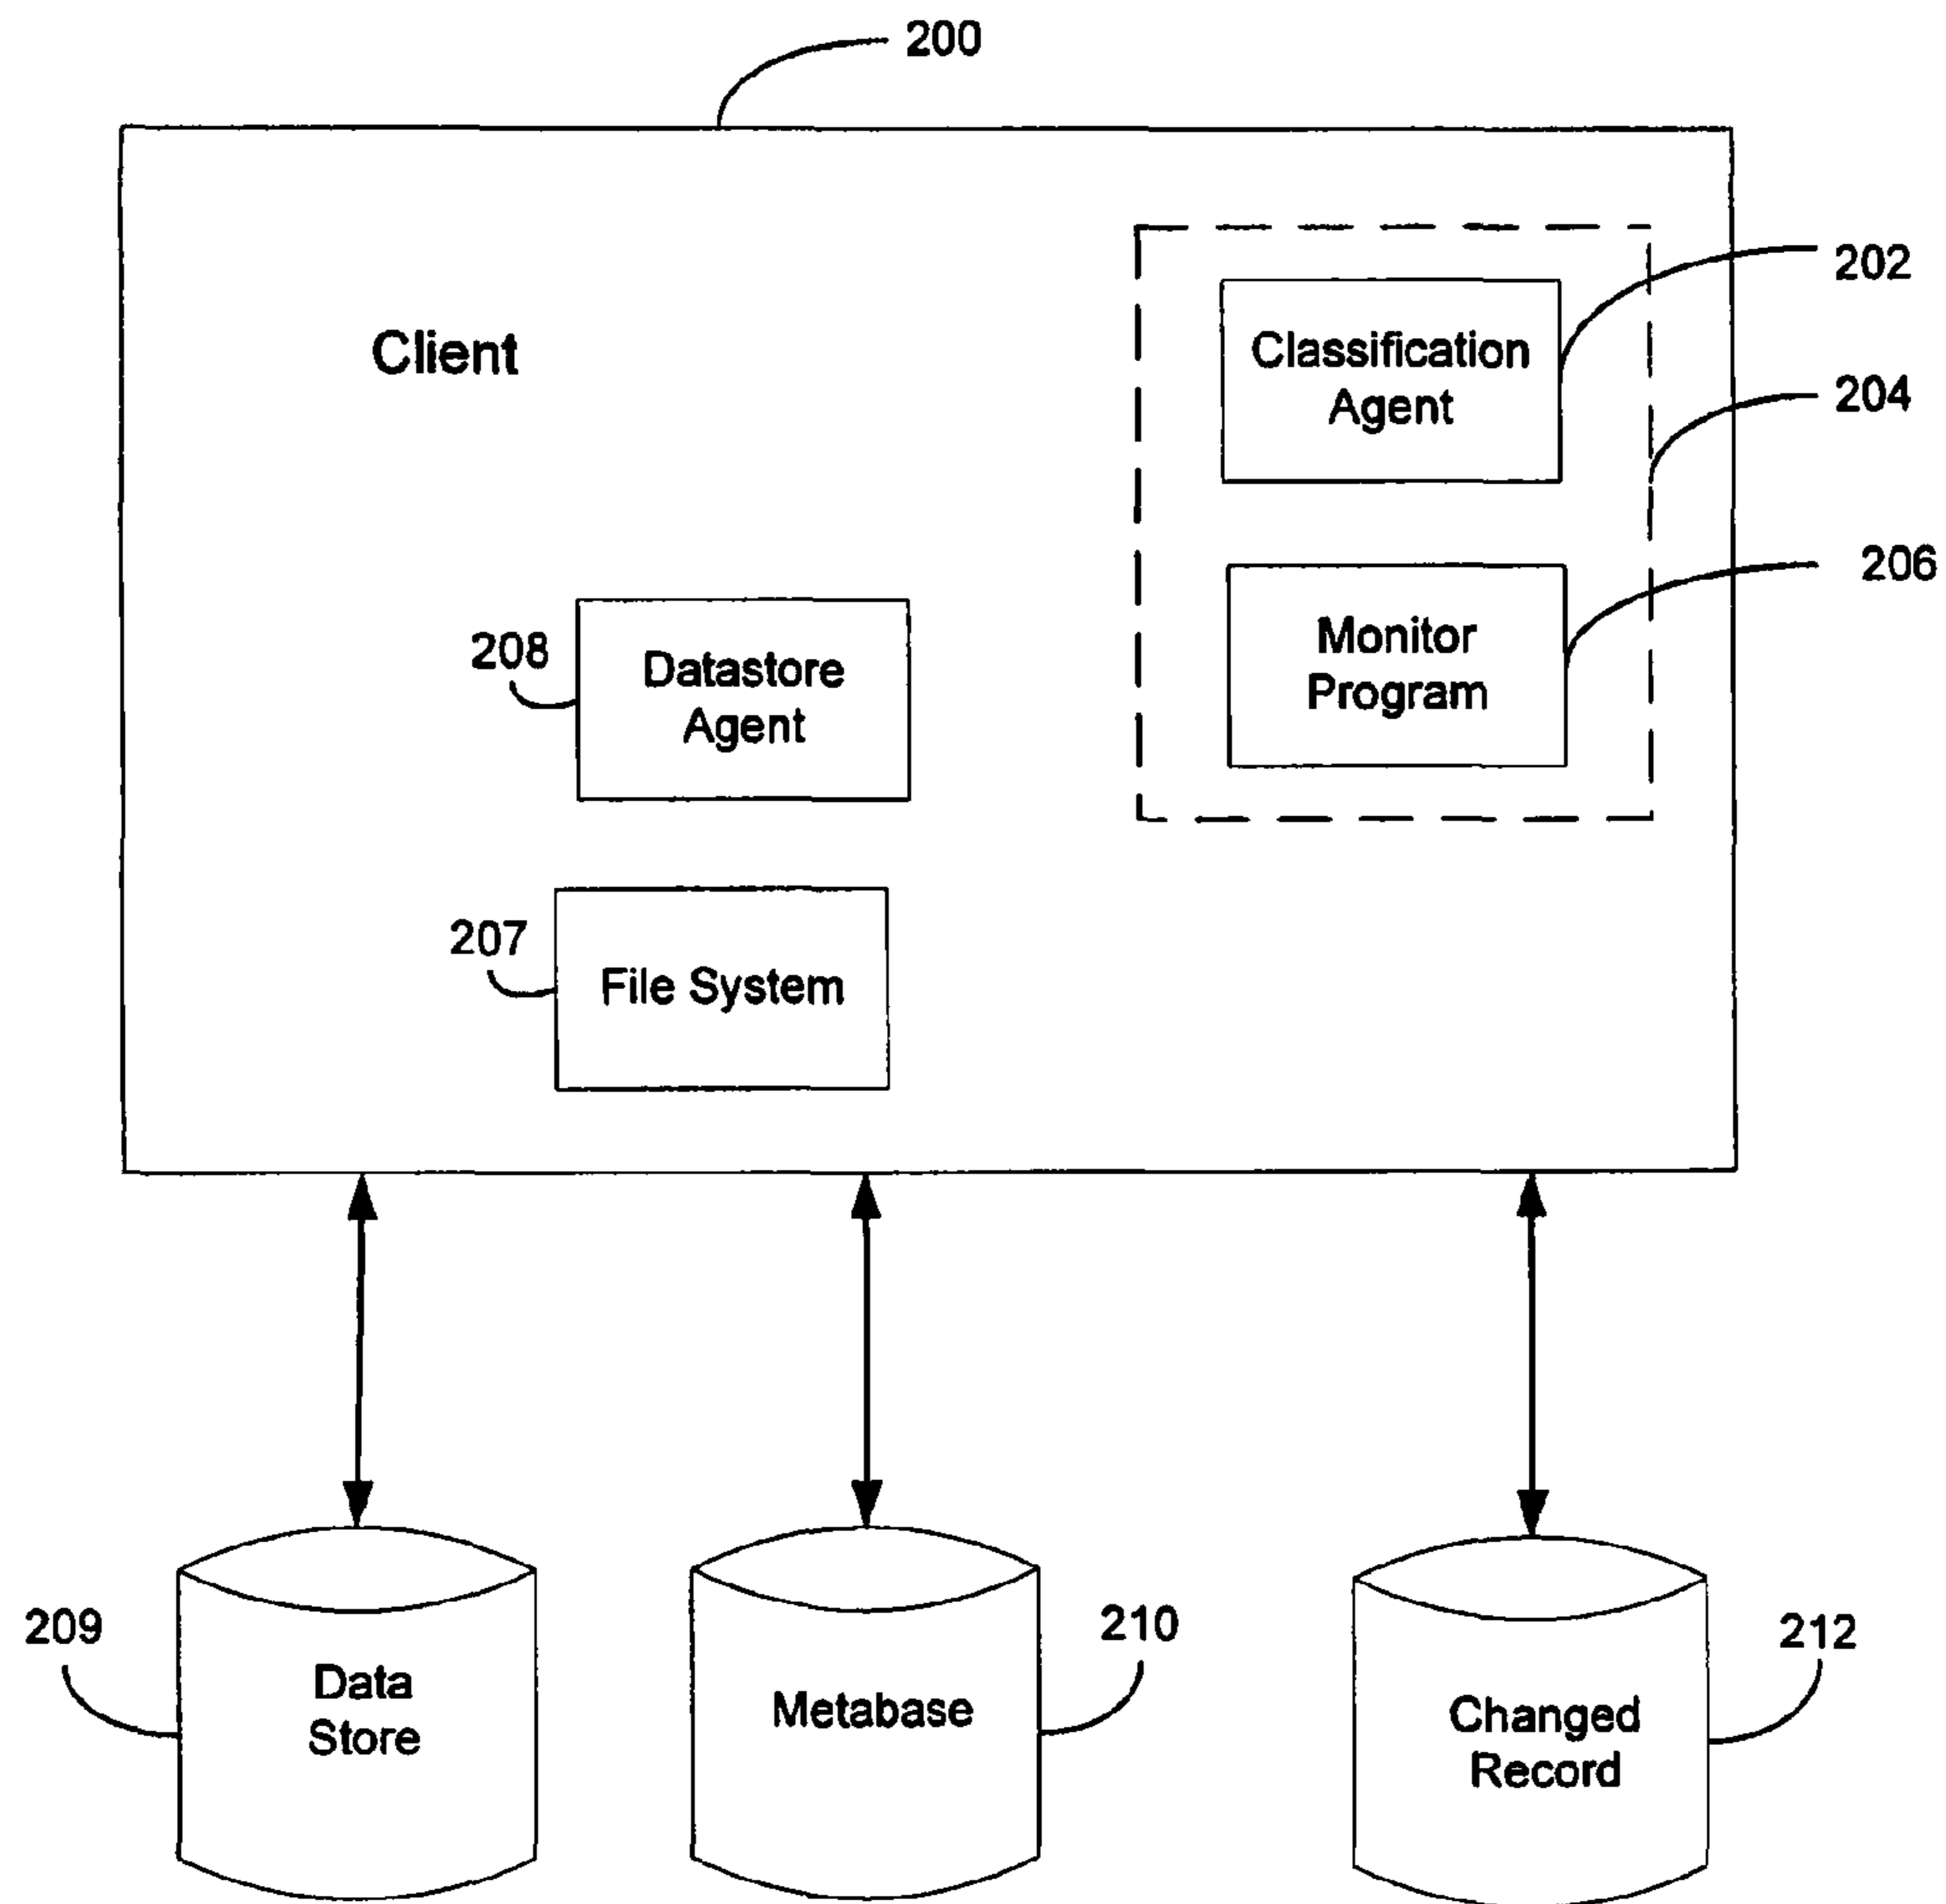 200
202
Client
Classification
Agent
204
206
Monitor
Program
208
Datastore
Agent
207
File System
209
Data
Store
210
Metabase
212
Changed
Record